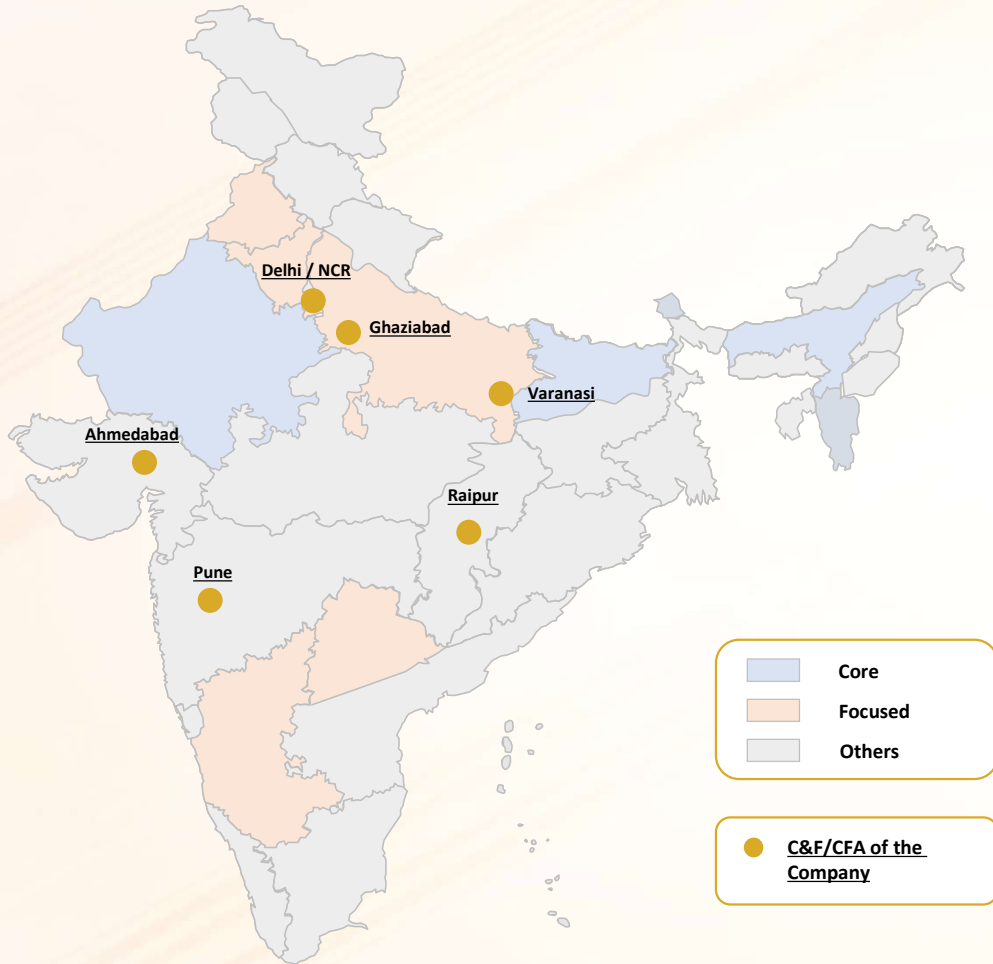 Delhi / NCR
Ghaziabad
Varanasi
Ahmedabad
Raipur
Pune
Core
Focused
Others
C&F/CFA of the
Company